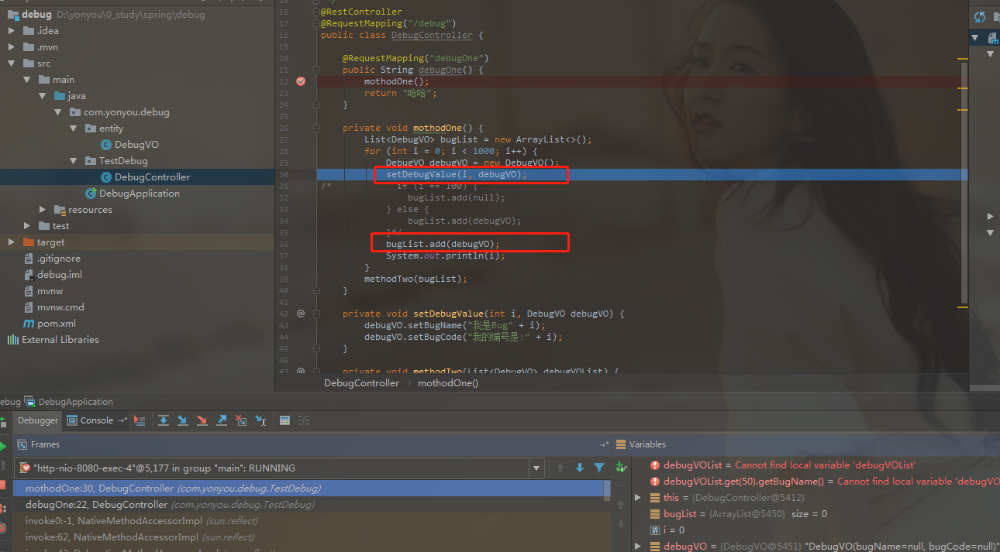 debug D:\yonyou\0_study\spring\debug
.idea
.mvn
src
main
java
com.yonyou.debug
entity
DebugVO
TestDebug
DebugController
DebugApplication
resources
test
target
.gitignore
debug.iml
mvnw
mvnw.cmd
pom.xml
External Libraries
16 @RestController
17 @RequestMapping("/debug")
18 public class DebugController {
19
20 @RequestMapping("debugOne")
21 public String debugOne() {
22 mothodOne();
23 return "哈哈";
24 }
25
26 private void mothodOne() {
27 List<DebugVO> bugList = new ArrayList<>();
28 for (int i = 0; i < 1000; i++) {
29 DebugVO debugVO = new DebugVO();
30 setDebugValue(i, debugVO);
31 /* if (i == 100) {
32 bugList.add(null);
33 } else {
34 bugList.add(debugVO);
35 }*/
36 bugList.add(debugVO);
37 System.out.println(i);
38 }
39 methodTwo(bugList);
40 }
41
42 @ private void setDebugValue(int i, DebugVO debugVO) {
43 debugVO.setBugName("我是Bug" + i);
44 debugVO.setBugCode("我的编号是:" + i);
45 }
46
47 @ private void methodTwo(List<DebugVO> debugVOList) {
DebugController › mothodOne()
ebug DebugApplication
Debugger Console
Frames
"http-nio-8080-exec-4"@5,177 in group "main": RUNNING
mothodOne:30, DebugController (com.yonyou.debug.TestDebug)
debugOne:22, DebugController (com.yonyou.debug.TestDebug)
invoke0:-1, NativeMethodAccessorImpl (sun.reflect)
invoke:62, NativeMethodAccessorImpl (sun.reflect)
Variables
debugVOList = Cannot find local variable 'debugVOList'
debugVOList.get(50).getBugName() = Cannot find local variable 'debugVO
this = {DebugController@5412}
bugList = {ArrayList@5450} size = 0
i = 0
debugVO = {DebugVO@5451} "DebugVO(bugName=null, bugCode=null)"